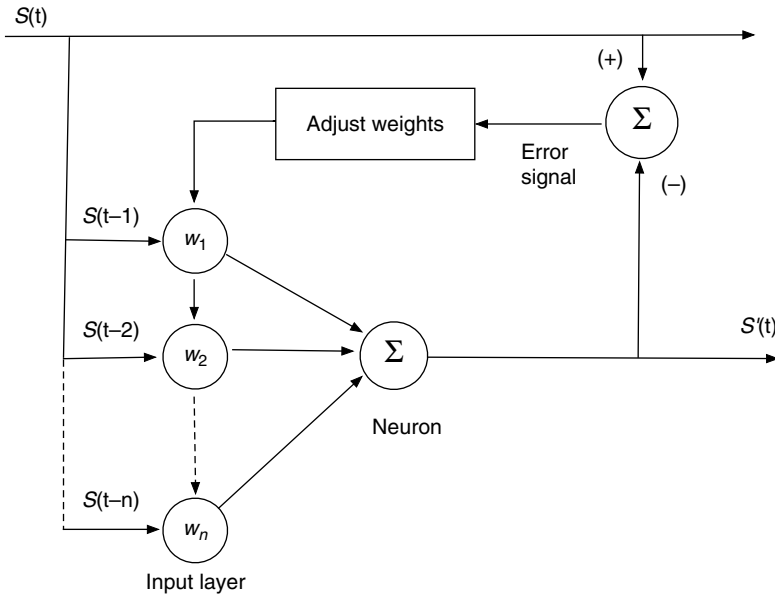 S(t)
(+)
Adjust weights
Σ
Error
signal
(–)
S(t–1)
w1
S(t–2)
w2
Σ
S'(t)
Neuron
S(t–n)
wn
Input layer